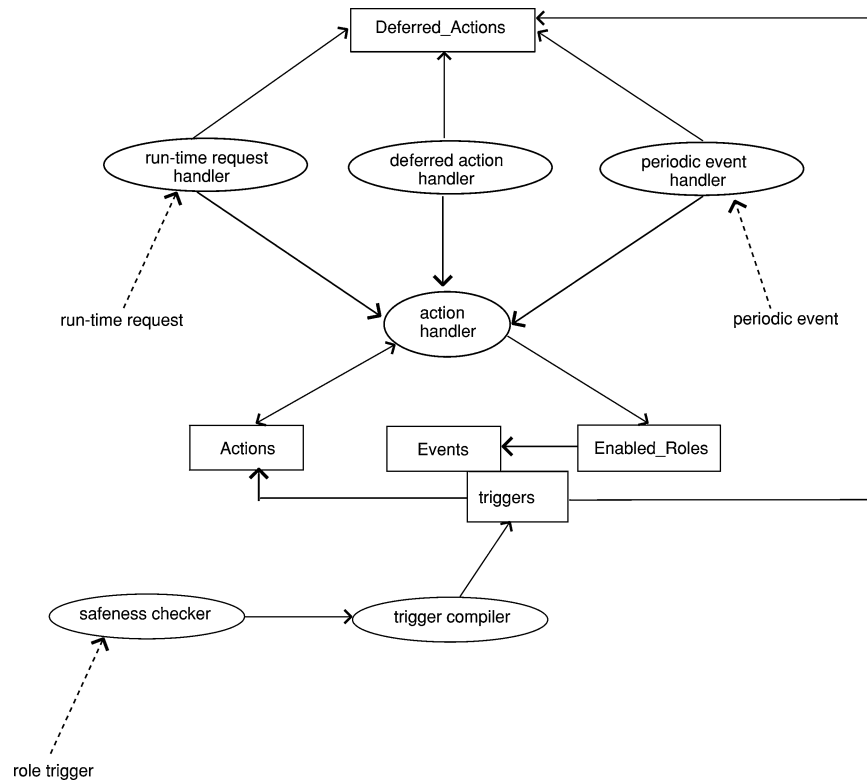 Deferred_Actions
run-time request
handler
deferred action
handler
periodic event
handler
run-time request
action
handler
periodic event
Actions
Events
Enabled_Roles
triggers
safeness checker
trigger compiler
role trigger